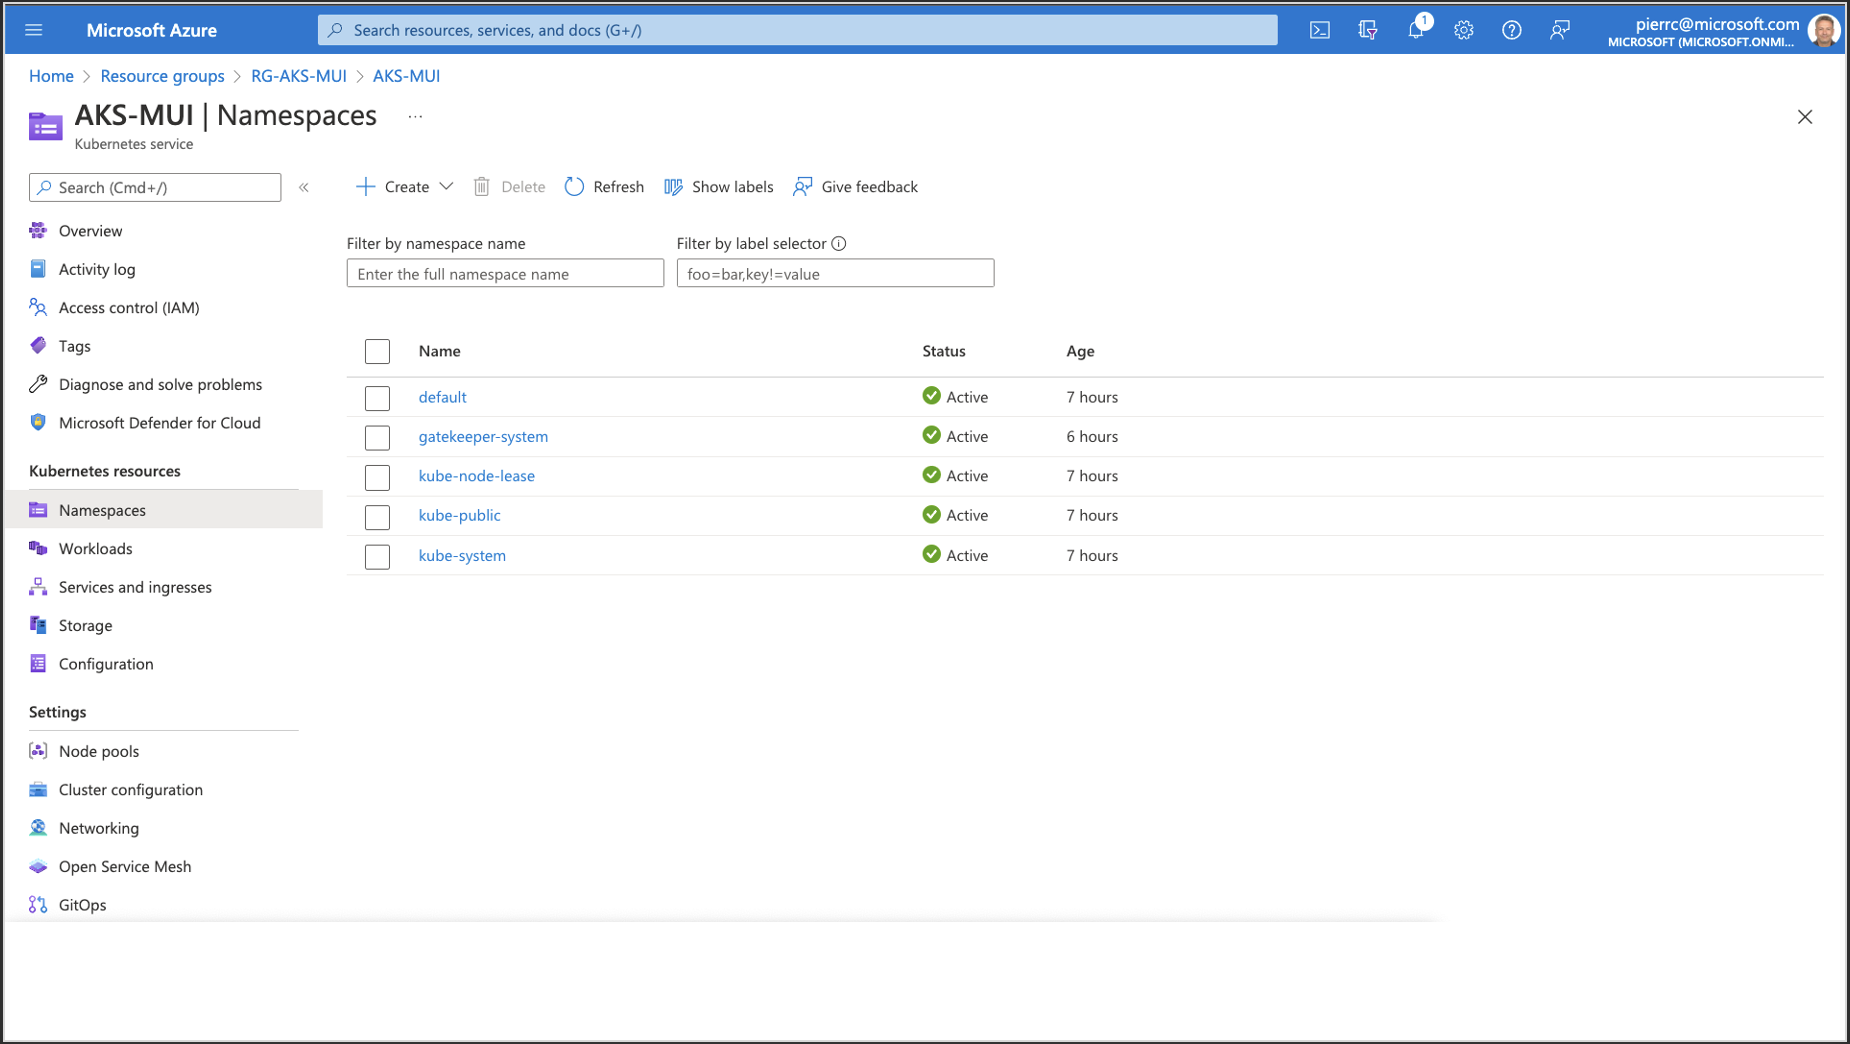 Microsoft Azure
Search resources, services, and docs (G+/)
1
pierrc@microsoft.com
MICROSOFT (MICROSOFT.ONMI...
Home > Resource groups > RG-AKS-MUI > AKS-MUI
AKS-MUI | Namespaces ...
Kubernetes service
Search (Cmd+/)
«
Overview
Activity log
Access control (IAM)
Tags
Diagnose and solve problems
Microsoft Defender for Cloud
Kubernetes resources
Namespaces
Workloads
Services and ingresses
Storage
Configuration
Settings
Node pools
Cluster configuration
Networking
Open Service Mesh
GitOps
Create Delete Refresh Show labels Give feedback
Filter by namespace name
Enter the full namespace name
Filter by label selector
foo=bar,key!=value
Name Status Age
default Active 7 hours
gatekeeper-system Active 6 hours
kube-node-lease Active 7 hours
kube-public Active 7 hours
kube-system Active 7 hours